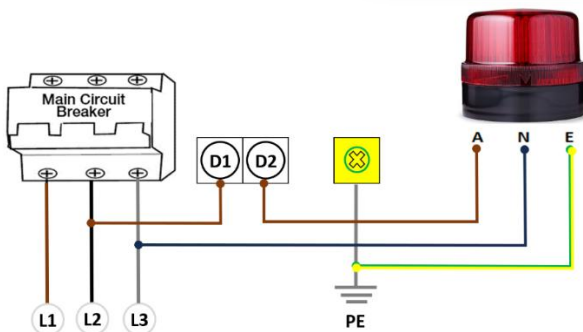 Main Circuit
Breaker
D1 D2
A N E
L1 L2 L3 PE